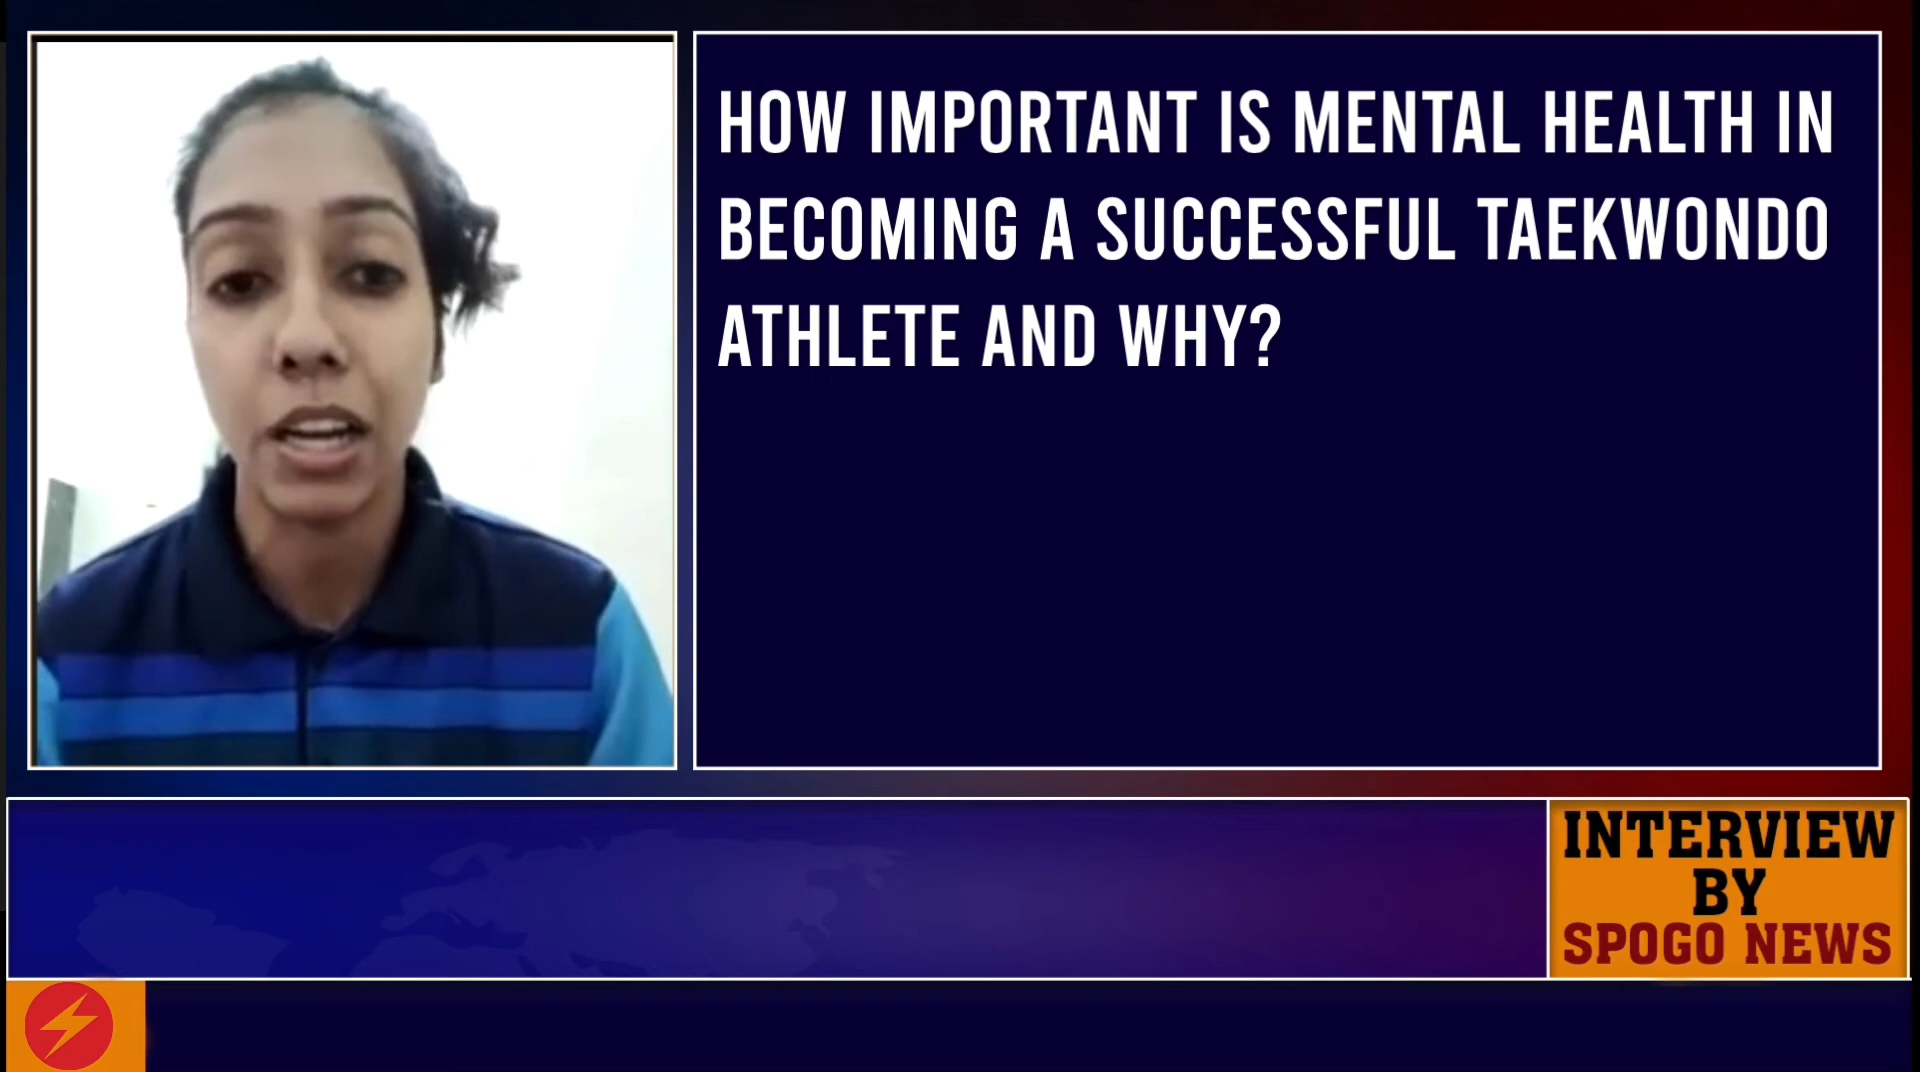 HOW IMPORTANT IS MENTAL HEALTH IN
BECOMING A SUCCESSFUL TAEKWONDO
ATHLETE AND WHY?
INTERVIEW
BY
SPOGO NEWS